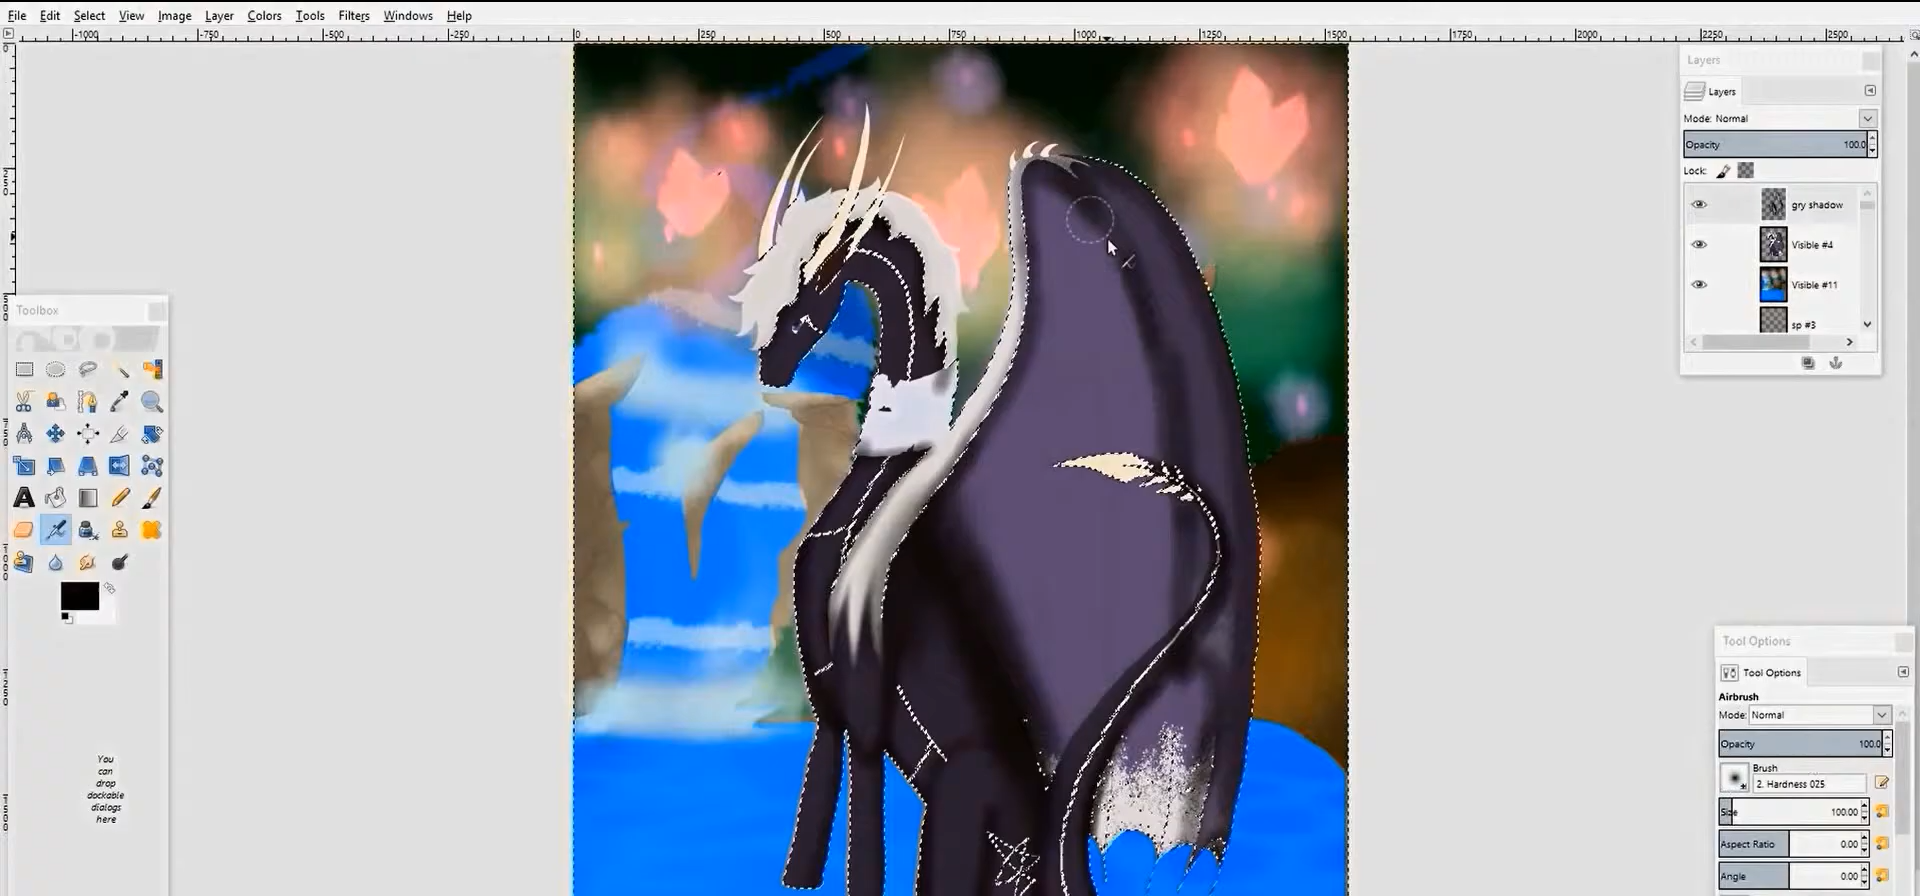 File Edit Select View Image Layer Colors Tools Filters Windows Help
-1000 -750 -500 -250 0 250 500 750 1000 1250 1500 1750 2000 2250 2500
Layers
Layers
Mode: Normal
Opacity 100.0
Lock:
gry shadow
Visible #4
Visible #11
sp #3
Toolbox
You
can
drop
dockable
dialogs
here
Tool Options
Tool Options
Airbrush
Mode: Normal
Opacity 100.0
Brush
2. Hardness 025
Size 100.00
Aspect Ratio 0.00
Angle 0.00